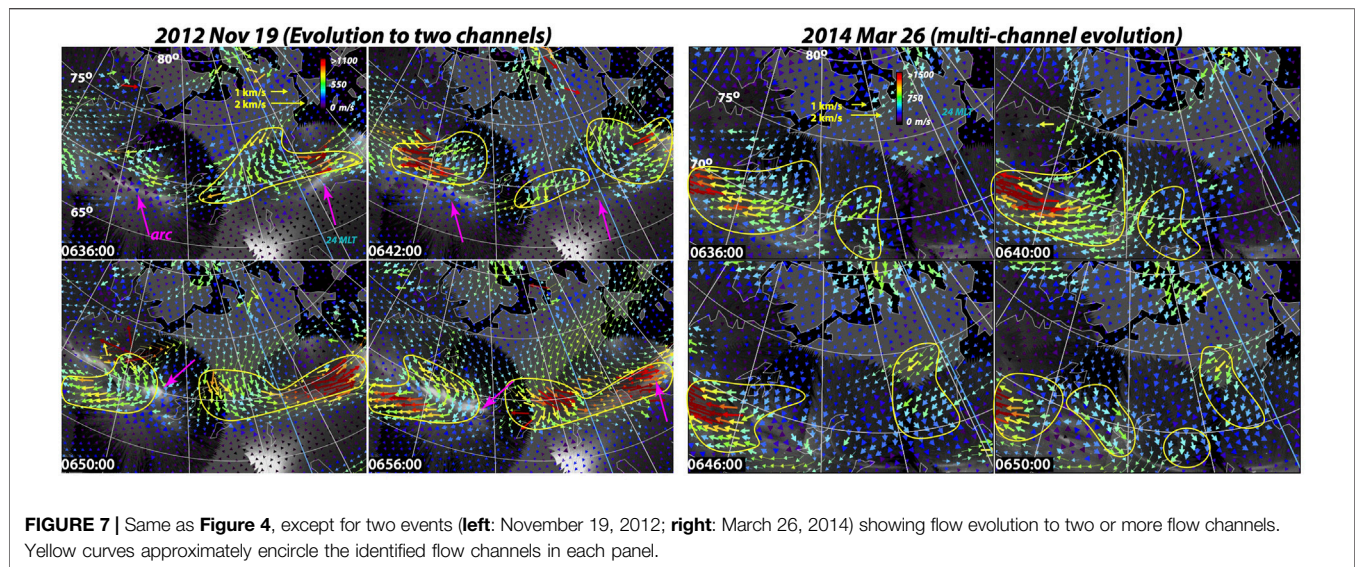 2012 Nov 19 (Evolution to two channels)
2014 Mar 26 (multi-channel evolution)
80°
75°
>1100
550
0 m/s
1 km/s
2 km/s
65°
arc
24 MLT
0636:00
0642:00
0650:00
0656:00
80°
75°
>1500
750
0 m/s
1 km/s
2 km/s
24 MLT
70°
0636:00
0640:00
0646:00
0650:00
FIGURE 7 | Same as Figure 4, except for two events (left: November 19, 2012; right: March 26, 2014) showing flow evolution to two or more flow channels.
Yellow curves approximately encircle the identified flow channels in each panel.